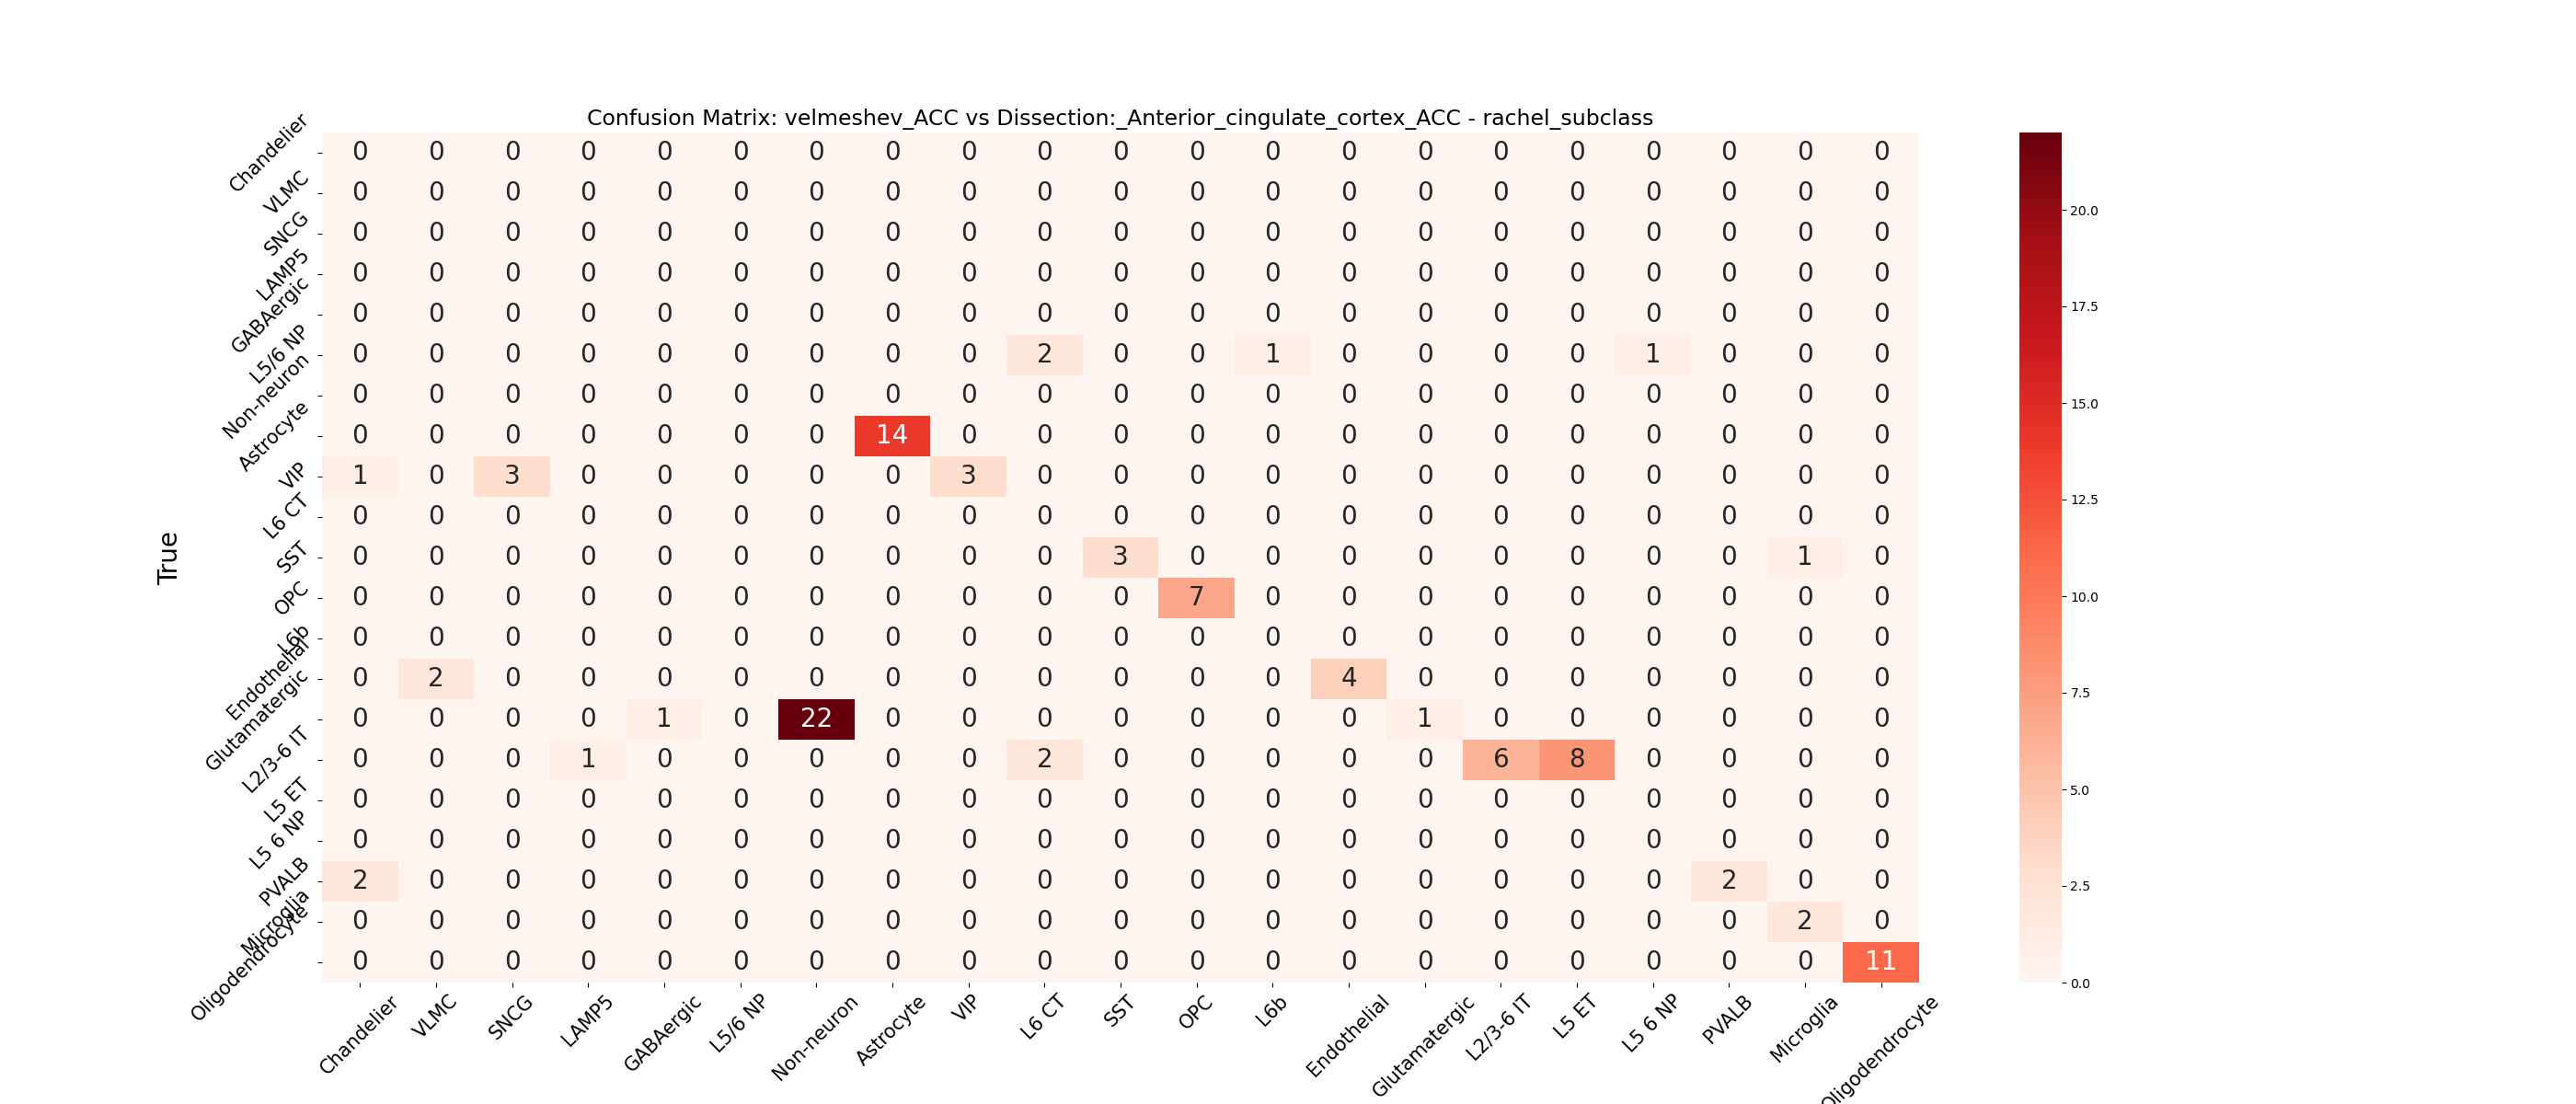 Confusion Matrix: velmeshev_ACC vs Dissection:_Anterior_cingulate_cortex_ACC - rachel_subclass
True
Chandelier 0 0 0 0 0 0 0 0 0 0 0 0 0 0 0 0 0 0 0 0 0
VLMC 0 0 0 0 0 0 0 0 0 0 0 0 0 0 0 0 0 0 0 0 0
SNCG 0 0 0 0 0 0 0 0 0 0 0 0 0 0 0 0 0 0 0 0 0
LAMP5 0 0 0 0 0 0 0 0 0 0 0 0 0 0 0 0 0 0 0 0 0
GABAergic 0 0 0 0 0 0 0 0 0 0 0 0 0 0 0 0 0 0 0 0 0
L5/6 NP 0 0 0 0 0 0 0 0 0 2 0 0 1 0 0 0 0 1 0 0 0
Non-neuron 0 0 0 0 0 0 0 0 0 0 0 0 0 0 0 0 0 0 0 0 0
Astrocyte 0 0 0 0 0 0 0 14 0 0 0 0 0 0 0 0 0 0 0 0 0
VIP 1 0 3 0 0 0 0 0 3 0 0 0 0 0 0 0 0 0 0 0 0
L6 CT 0 0 0 0 0 0 0 0 0 0 0 0 0 0 0 0 0 0 0 0 0
SST 0 0 0 0 0 0 0 0 0 0 3 0 0 0 0 0 0 0 0 1 0
OPC 0 0 0 0 0 0 0 0 0 0 0 7 0 0 0 0 0 0 0 0 0
L6b 0 0 0 0 0 0 0 0 0 0 0 0 0 0 0 0 0 0 0 0 0
Endothelial 0 2 0 0 0 0 0 0 0 0 0 0 0 4 0 0 0 0 0 0 0
Glutamatergic 0 0 0 0 1 0 22 0 0 0 0 0 0 0 1 0 0 0 0 0 0
L2/3-6 IT 0 0 0 1 0 0 0 0 0 2 0 0 0 0 0 6 8 0 0 0 0
L5 ET 0 0 0 0 0 0 0 0 0 0 0 0 0 0 0 0 0 0 0 0 0
L5 6 NP 0 0 0 0 0 0 0 0 0 0 0 0 0 0 0 0 0 0 0 0 0
PVALB 2 0 0 0 0 0 0 0 0 0 0 0 0 0 0 0 0 0 2 0 0
Microglia 0 0 0 0 0 0 0 0 0 0 0 0 0 0 0 0 0 0 0 2 0
Oligodendrocyte 0 0 0 0 0 0 0 0 0 0 0 0 0 0 0 0 0 0 0 0 11
Chandelier VLMC SNCG LAMP5 GABAergic L5/6 NP Non-neuron Astrocyte VIP L6 CT SST OPC L6b Endothelial Glutamatergic L2/3-6 IT L5 ET L5 6 NP PVALB Microglia Oligodendrocyte
20.0
17.5
15.0
12.5
10.0
7.5
5.0
2.5
0.0